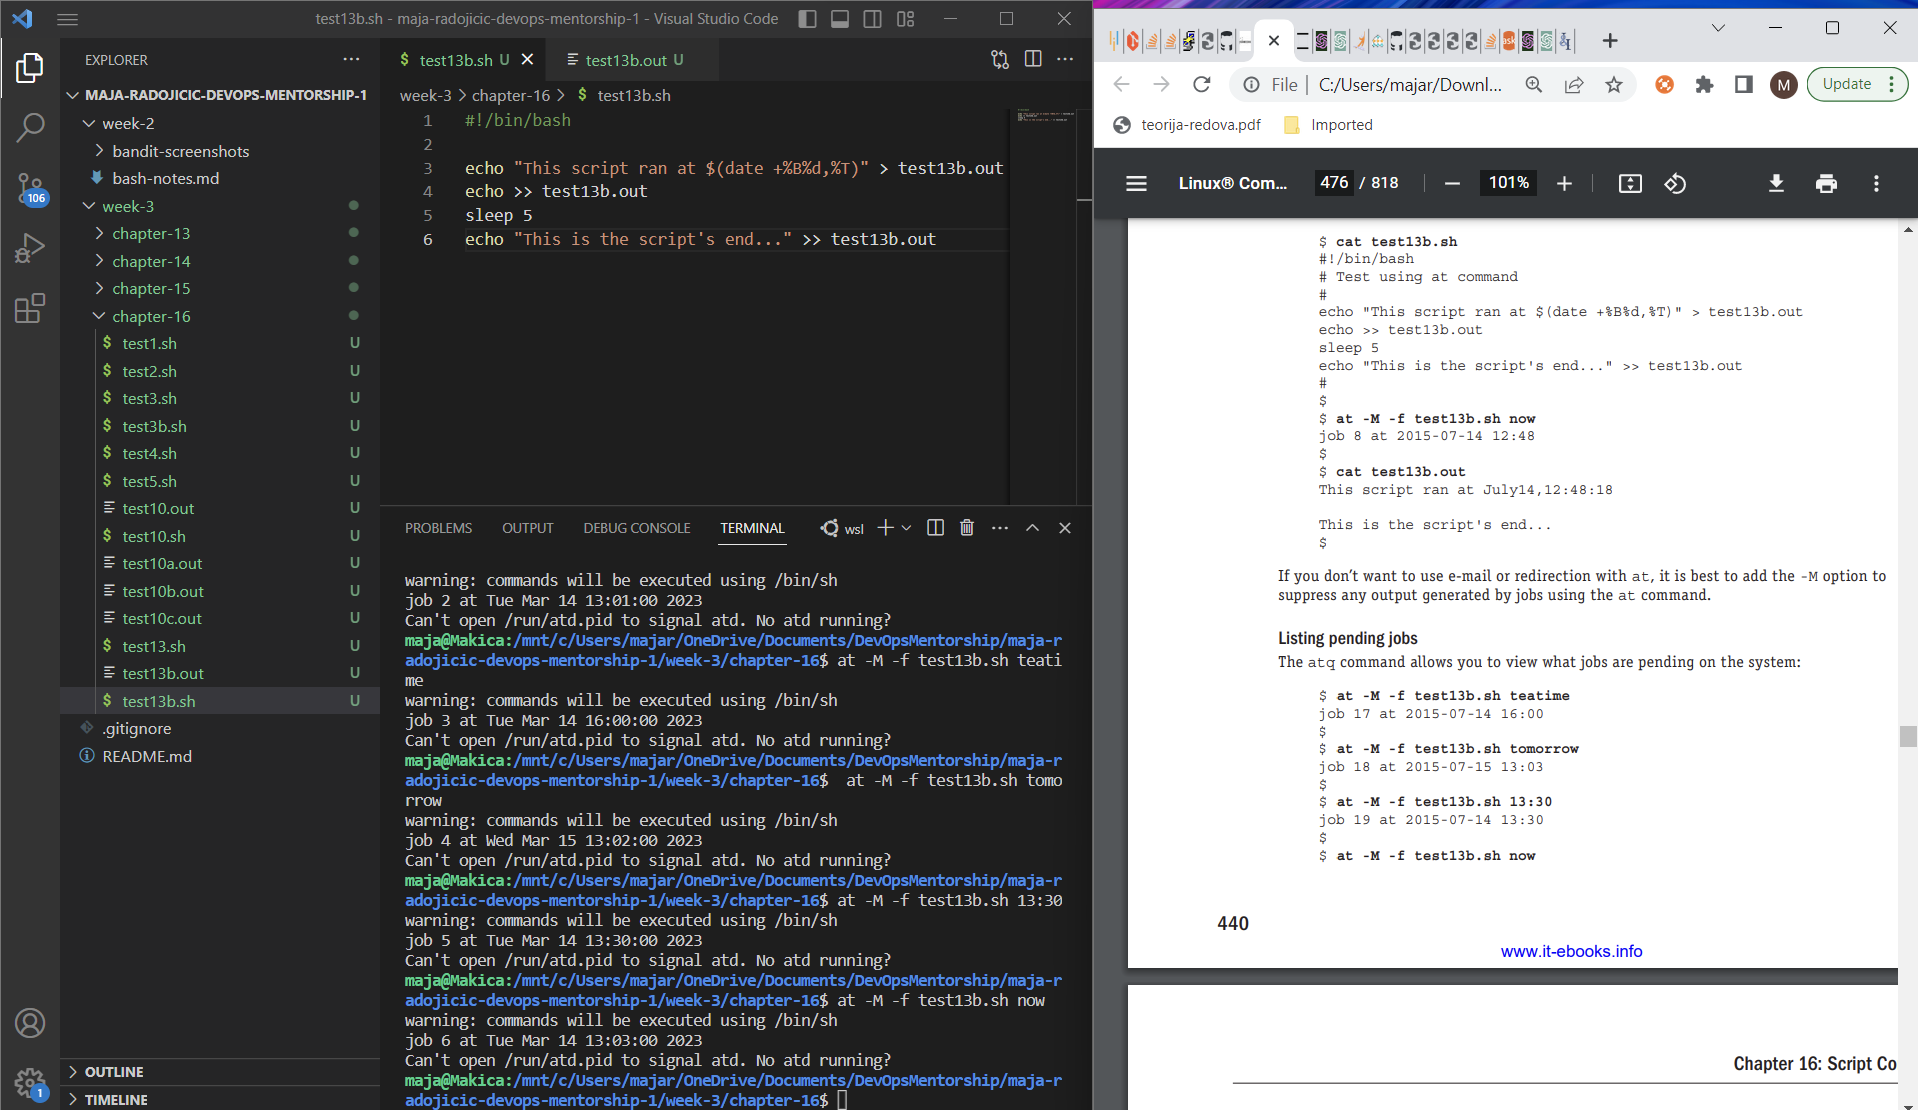 test13b.sh - maja-radojicic-devops-mentorship-1 - Visual Studio Code
EXPLORER
MAJA-RADOJICIC-DEVOPS-MENTORSHIP-1
week-2
bandit-screenshots
bash-notes.md
week-3
chapter-13
chapter-14
chapter-15
chapter-16
$ test1.sh U
$ test2.sh U
$ test3.sh U
$ test3b.sh U
$ test4.sh U
$ test5.sh U
test10.out U
$ test10.sh U
test10a.out U
test10b.out U
test10c.out U
$ test13.sh U
test13b.out U
$ test13b.sh U
.gitignore
README.md
OUTLINE
TIMELINE
106
1
$ test13b.sh U
test13b.out U
week-3 > chapter-16 > $ test13b.sh
1 #!/bin/bash
2
3 echo "This script ran at $(date +%B%d,%T)" > test13b.out
4 echo >> test13b.out
5 sleep 5
6 echo "This is the script's end..." >> test13b.out
PROBLEMS OUTPUT DEBUG CONSOLE TERMINAL wsl
warning: commands will be executed using /bin/sh
job 2 at Tue Mar 14 13:01:00 2023
Can't open /run/atd.pid to signal atd. No atd running?
maja@Makica:/mnt/c/Users/majar/OneDrive/Documents/DevOpsMentorship/maja-r
adojicic-devops-mentorship-1/week-3/chapter-16$ at -M -f test13b.sh teati
me
warning: commands will be executed using /bin/sh
job 3 at Tue Mar 14 16:00:00 2023
Can't open /run/atd.pid to signal atd. No atd running?
maja@Makica:/mnt/c/Users/majar/OneDrive/Documents/DevOpsMentorship/maja-r
adojicic-devops-mentorship-1/week-3/chapter-16$  at -M -f test13b.sh tomo
rrow
warning: commands will be executed using /bin/sh
job 4 at Wed Mar 15 13:02:00 2023
Can't open /run/atd.pid to signal atd. No atd running?
maja@Makica:/mnt/c/Users/majar/OneDrive/Documents/DevOpsMentorship/maja-r
adojicic-devops-mentorship-1/week-3/chapter-16$ at -M -f test13b.sh 13:30
warning: commands will be executed using /bin/sh
job 5 at Tue Mar 14 13:30:00 2023
Can't open /run/atd.pid to signal atd. No atd running?
maja@Makica:/mnt/c/Users/majar/OneDrive/Documents/DevOpsMentorship/maja-r
adojicic-devops-mentorship-1/week-3/chapter-16$ at -M -f test13b.sh now
warning: commands will be executed using /bin/sh
job 6 at Tue Mar 14 13:03:00 2023
Can't open /run/atd.pid to signal atd. No atd running?
maja@Makica:/mnt/c/Users/majar/OneDrive/Documents/DevOpsMentorship/maja-r
adojicic-devops-mentorship-1/week-3/chapter-16$
File C:/Users/majar/Downl... M Update
teorija-redova.pdf Imported
Linux® Com... 476 / 818 101%
$ cat test13b.sh
#!/bin/bash
# Test using at command
#
echo "This script ran at $(date +%B%d,%T)" > test13b.out
echo >> test13b.out
sleep 5
echo "This is the script's end..." >> test13b.out
#
$
$ at -M -f test13b.sh now
job 8 at 2015-07-14 12:48
$
$ cat test13b.out
This script ran at July14,12:48:18
This is the script's end...
$
If you don't want to use e-mail or redirection with at, it is best to add the -M option to
suppress any output generated by jobs using the at command.
Listing pending jobs
The atq command allows you to view what jobs are pending on the system:
$ at -M -f test13b.sh teatime
job 17 at 2015-07-14 16:00
$
$ at -M -f test13b.sh tomorrow
job 18 at 2015-07-15 13:03
$
$ at -M -f test13b.sh 13:30
job 19 at 2015-07-14 13:30
$
$ at -M -f test13b.sh now
440
www.it-ebooks.info
Chapter 16: Script Co